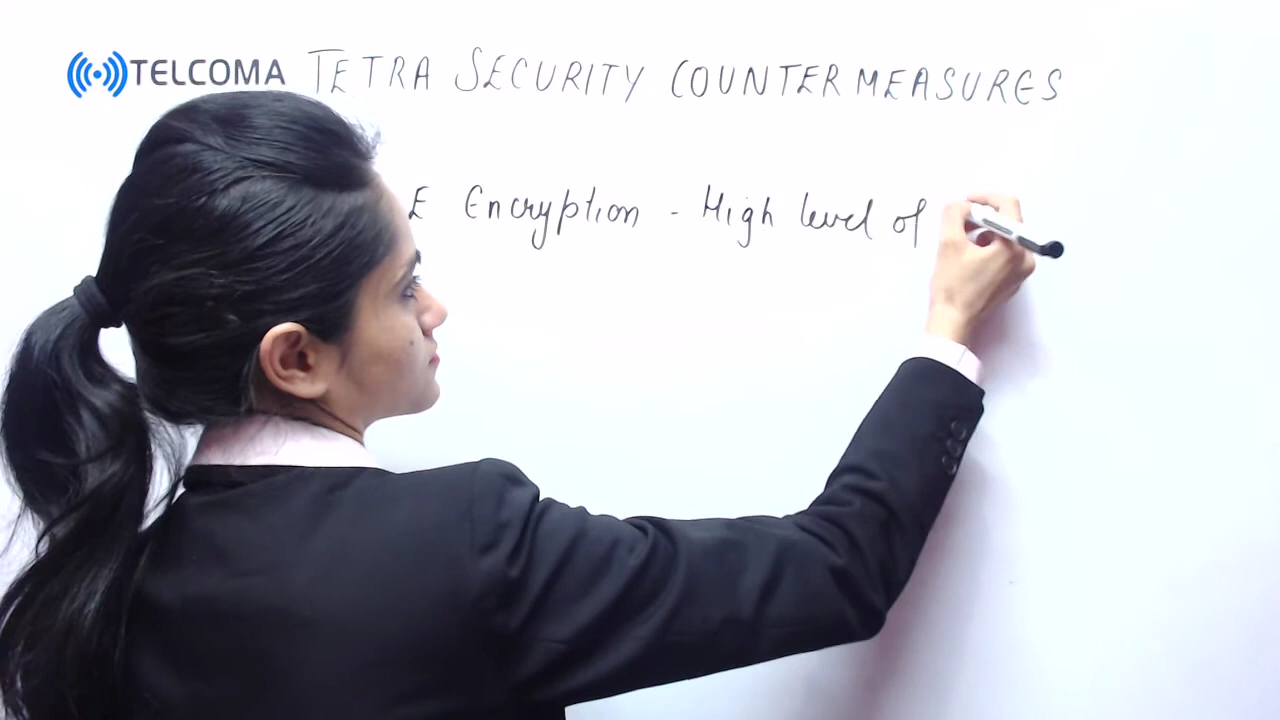 TELCOMA TETRA SECURITY COUNTERMEASURES
E Encryption - High level of